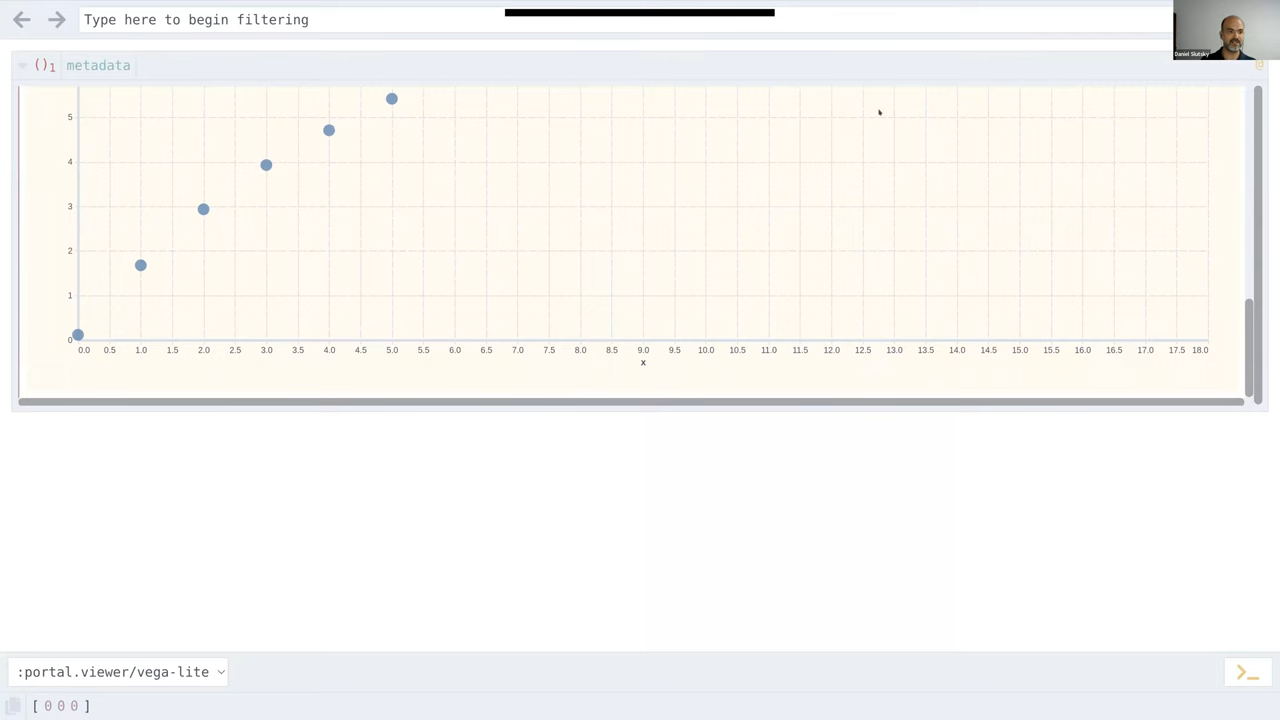 Type here to begin filtering
Daniel Slutsky
()1 metadata
5
4
3
2
1
0
0.0 0.5 1.0 1.5 2.0 2.5 3.0 3.5 4.0 4.5 5.0 5.5 6.0 6.5 7.0 7.5 8.0 8.5 9.0 9.5 10.0 10.5 11.0 11.5 12.0 12.5 13.0 13.5 14.0 14.5 15.0 15.5 16.0 16.5 17.0 17.5 18.0
x
:portal.viewer/vega-lite
>_
[ 0 0 0 ]